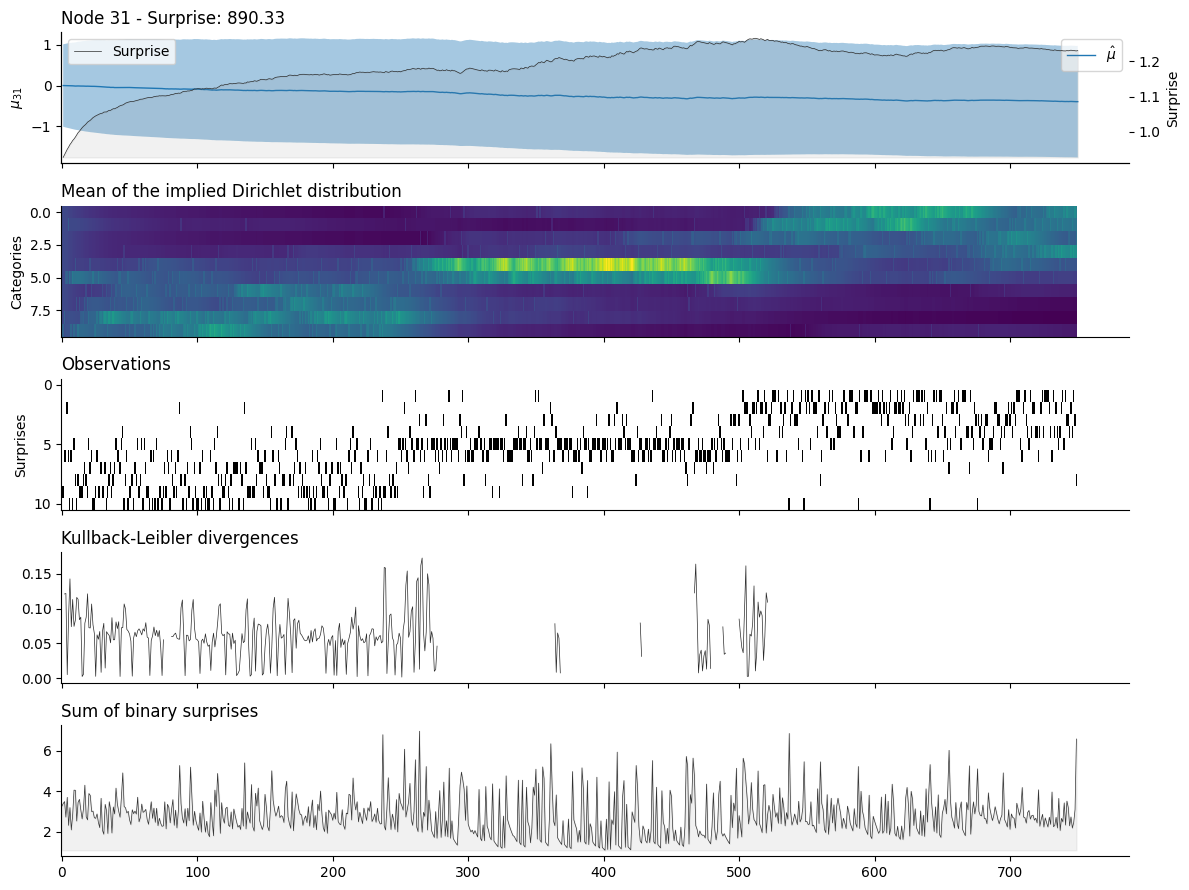 Node 31 - Surprise: 890.33
1
0
−1
μ31
Surprise
μ̂
1.2
1.1
1.0
Surprise
Mean of the implied Dirichlet distribution
0.0
2.5
5.0
7.5
Categories
Observations
0
5
10
Surprises
Kullback-Leibler divergences
0.15
0.10
0.05
0.00
Sum of binary surprises
6
4
2
0 100 200 300 400 500 600 700